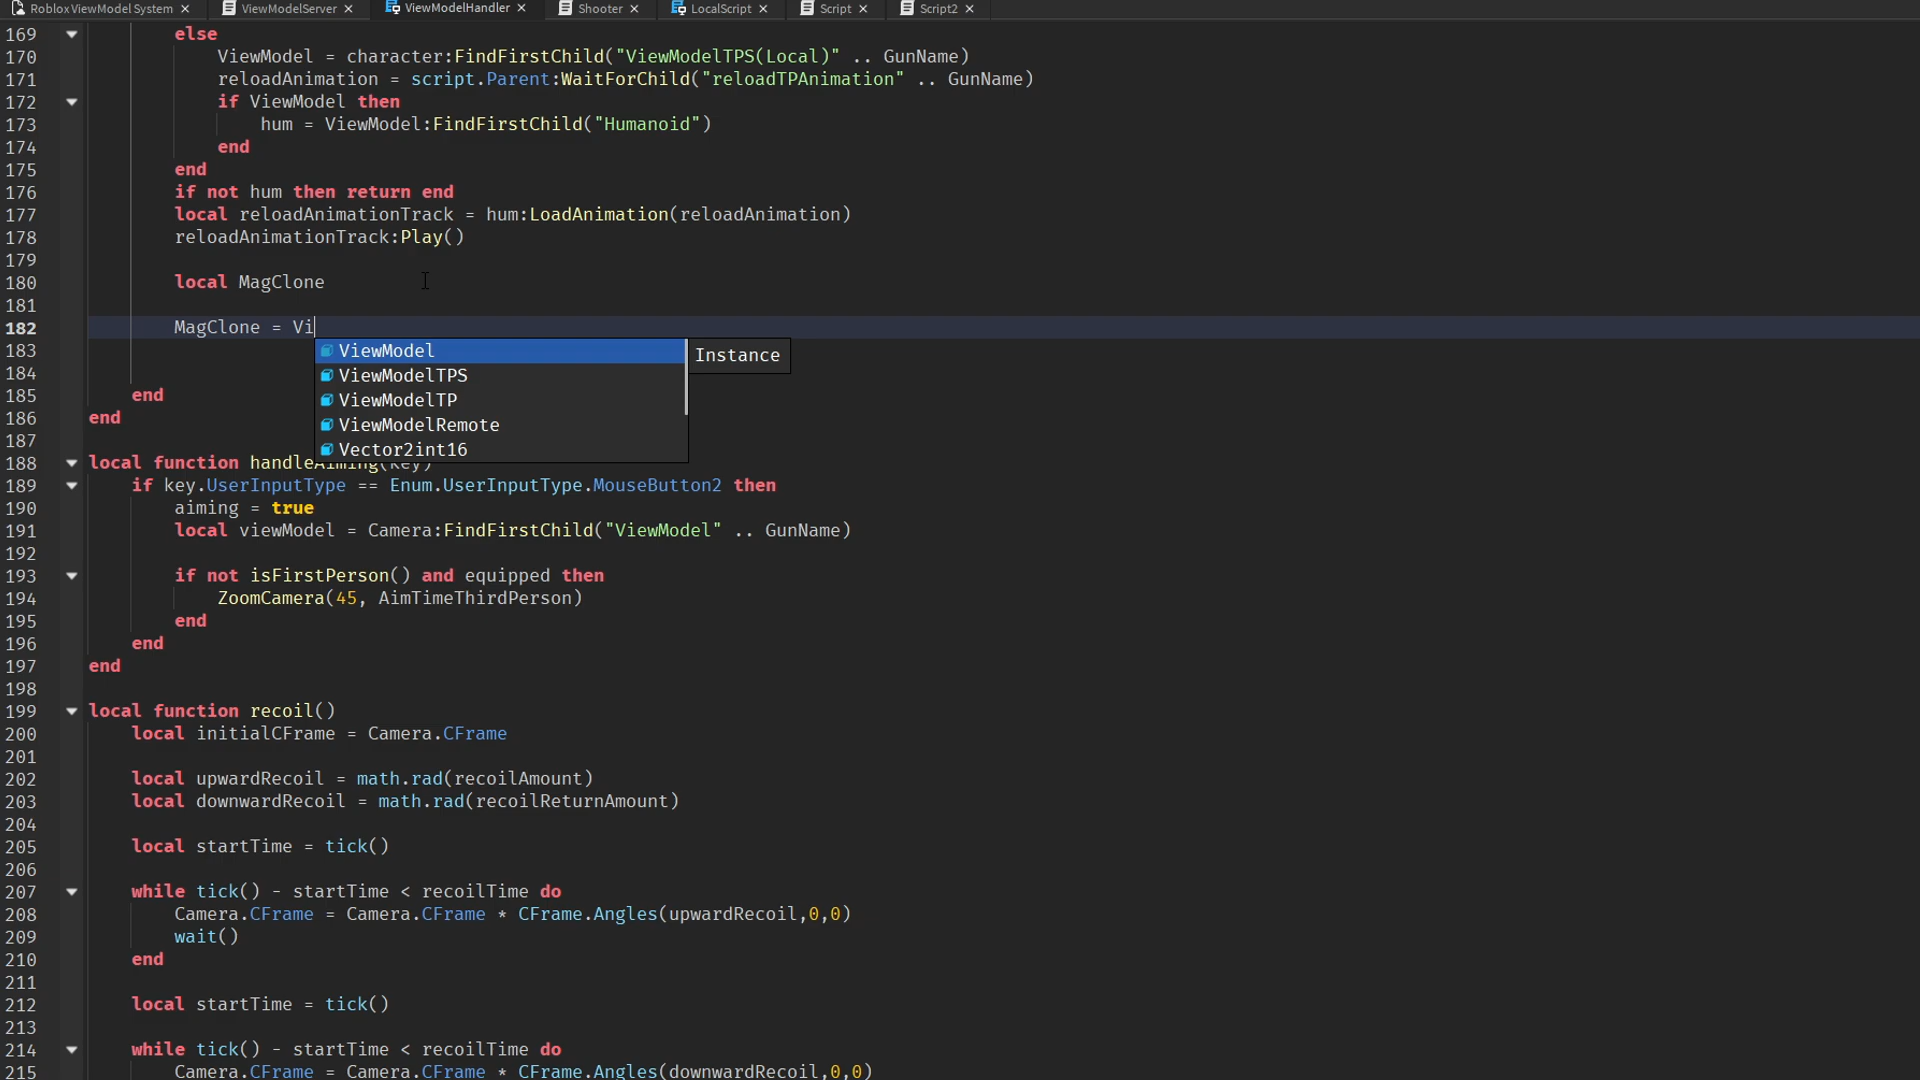 Roblox ViewModel System × ViewModelServer × ViewModelHandler × Shooter × LocalScript × Script × Script2 ×
169 else
170 ViewModel = character:FindFirstChild("ViewModelTPS(Local)" .. GunName)
171 reloadAnimation = script.Parent:WaitForChild("reloadTPAnimation" .. GunName)
172 if ViewModel then
173 hum = ViewModel:FindFirstChild("Humanoid")
174 end
175 end
176 if not hum then return end
177 local reloadAnimationTrack = hum:LoadAnimation(reloadAnimation)
178 reloadAnimationTrack:Play()
179
180 local MagClone
181
182 MagClone = Vi
183 ViewModel Instance
ViewModelTPS
184
ViewModelTP
185 end
ViewModelRemote
186 end
Vector2int16
187
188 local function handleAiming(key)
189 if key.UserInputType == Enum.UserInputType.MouseButton2 then
190 aiming = true
191 local viewModel = Camera:FindFirstChild("ViewModel" .. GunName)
192
193 if not isFirstPerson() and equipped then
194 ZoomCamera(45, AimTimeThirdPerson)
195 end
196 end
197 end
198
199 local function recoil()
200 local initialCFrame = Camera.CFrame
201
202 local upwardRecoil = math.rad(recoilAmount)
203 local downwardRecoil = math.rad(recoilReturnAmount)
204
205 local startTime = tick()
206
207 while tick() - startTime < recoilTime do
208 Camera.CFrame = Camera.CFrame * CFrame.Angles(upwardRecoil,0,0)
209 wait()
210 end
211
212 local startTime = tick()
213
214 while tick() - startTime < recoilTime do
215 Camera.CFrame = Camera.CFrame * CFrame.Angles(downwardRecoil,0,0)